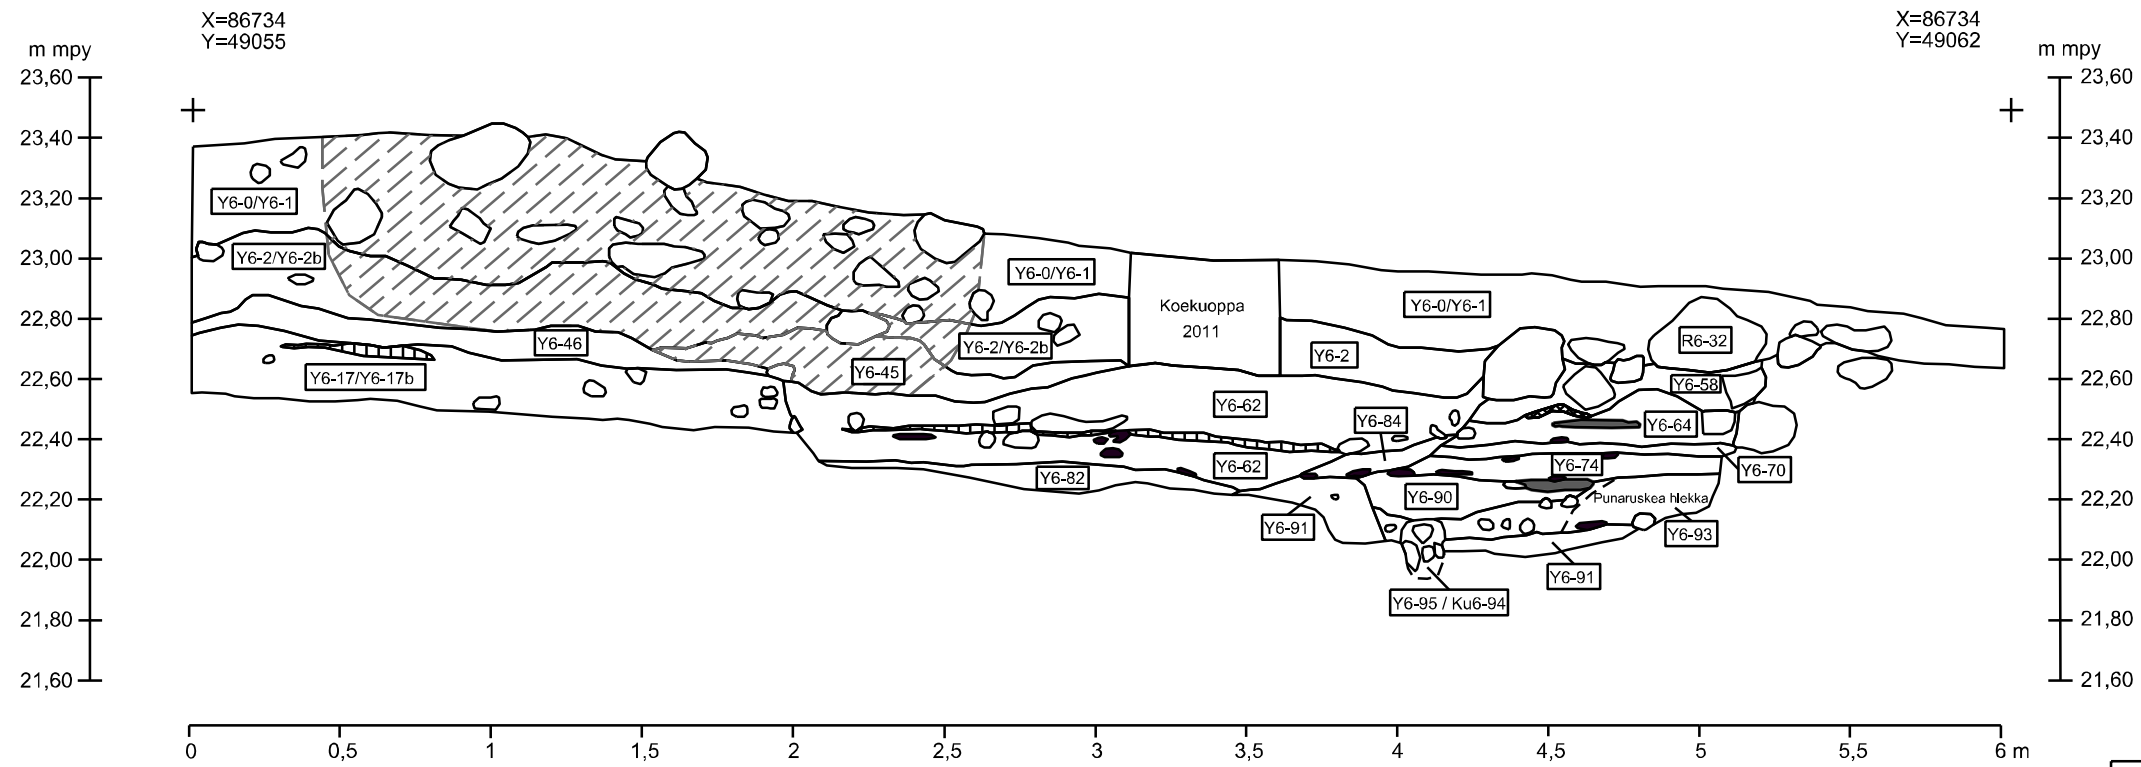 X=86734
Y=49055
X=86734
Y=49062
m mpy
m mpy
23,60
23,60
23,40
23,40
23,20
23,20
23,00
23,00
22,80
22,80
22,60
22,60
22,40
22,40
22,20
22,20
22,00
22,00
21,80
21,80
21,60
21,60
Y6-0/Y6-1
Y6-2/Y6-2b
Y6-0/Y6-1
Koekuoppa
2011
Y6-0/Y6-1
Y6-46
Y6-2/Y6-2b
Y6-2
R6-32
Y6-17/Y6-17b
Y6-45
Y6-58
Y6-62
Y6-84
Y6-64
Y6-62
Y6-74
Y6-70
Y6-82
Y6-90
Punaruskea hiekka
Y6-91
Y6-93
Y6-91
Y6-95 / Ku6-94
0
0,5
1
1,5
2
2,5
3
3,5
4
4,5
5
5,5
6 m